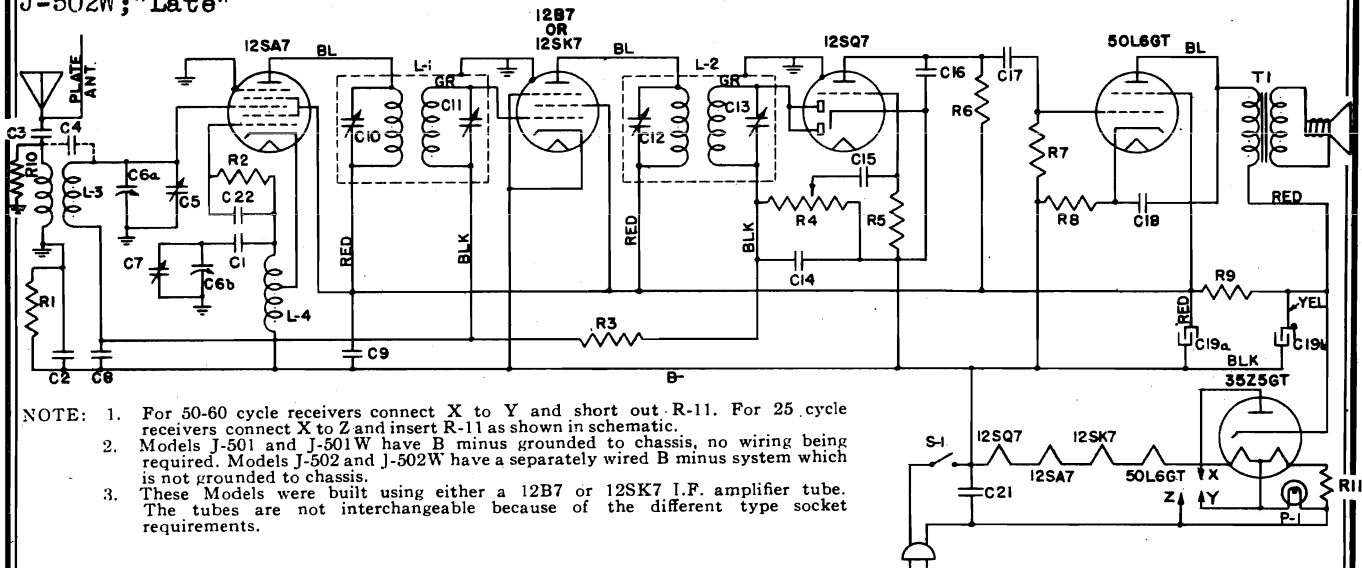 J-502W;"Late"
PLATE ANT.
12SA7
BL
L-1
GR
12B7
OR
12SK7
BL
L-2
GR
12SQ7
C16
R6
C17
50L6GT
BL
T1
C3
C4
R10
L-3
C6a
C5
R2
C22
C7
C6b
C1
L-4
C10
C11
RED
BLK
C12
C13
RED
BLK
C15
R4
R5
C14
R7
R8
C18
RED
R9
YEL
RED
C19a
C19b
BLK
R1
C2
C8
C9
R3
B-
35Z5GT
NOTE: 1. For 50-60 cycle receivers connect X to Y and short out R-11. For 25 cycle
receivers connect X to Z and insert R-11 as shown in schematic.
2. Models J-501 and J-501W have B minus grounded to chassis, no wiring being
required. Models J-502 and J-502W have a separately wired B minus system which
is not grounded to chassis.
3. These Models were built using either a 12B7 or 12SK7 I.F. amplifier tube.
The tubes are not interchangeable because of the different type socket
requirements.
S-1
12SQ7
12SA7
12SK7
50L6GT
C21
X
Z
Y
P-1
R11